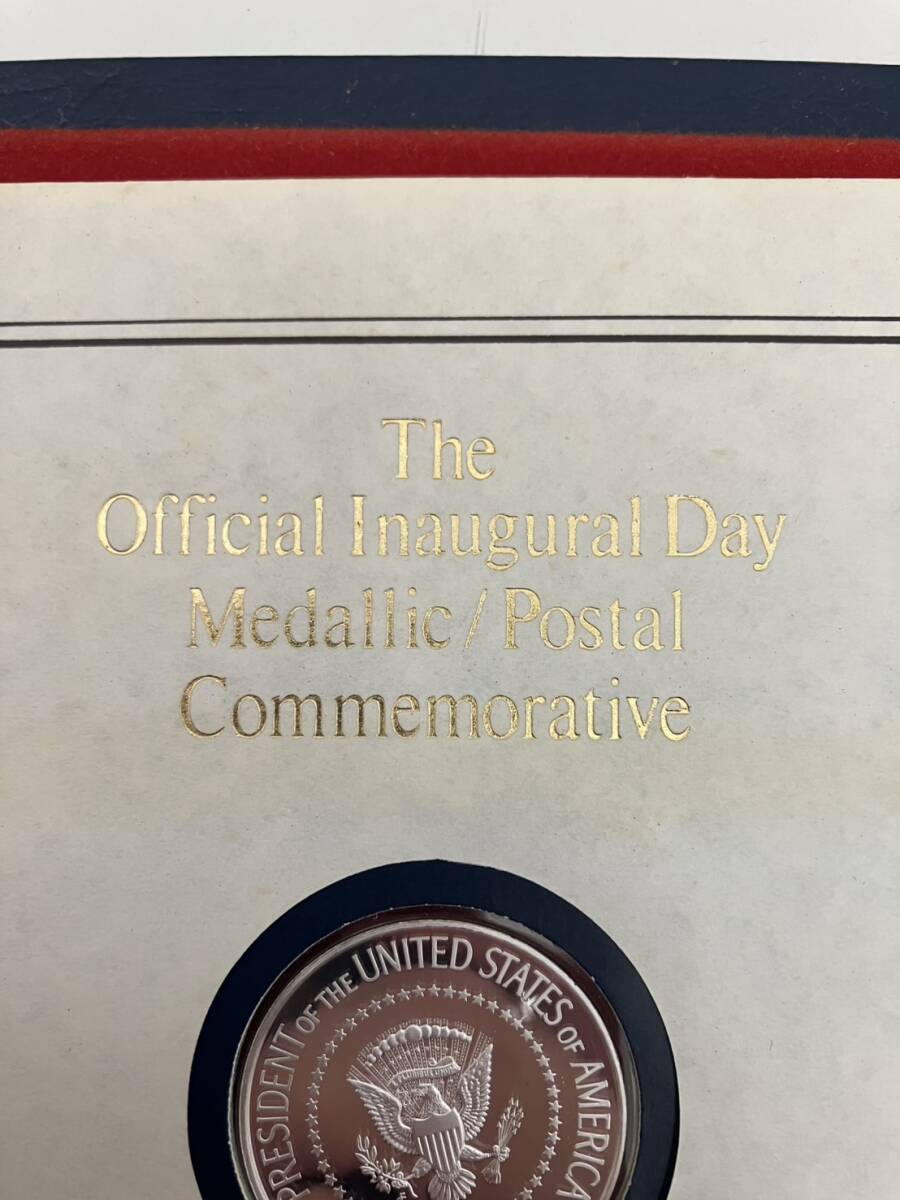 The
Official Inaugural Day
Medallic / Postal
Commemorative
PRESIDENT OF THE UNITED STATES OF AMERICA